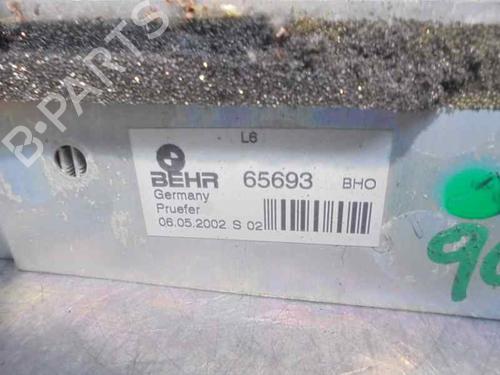 L6
BEHR 65693 BHO
Germany
Pruefer
06.05.2002 S 02
B-PARTS